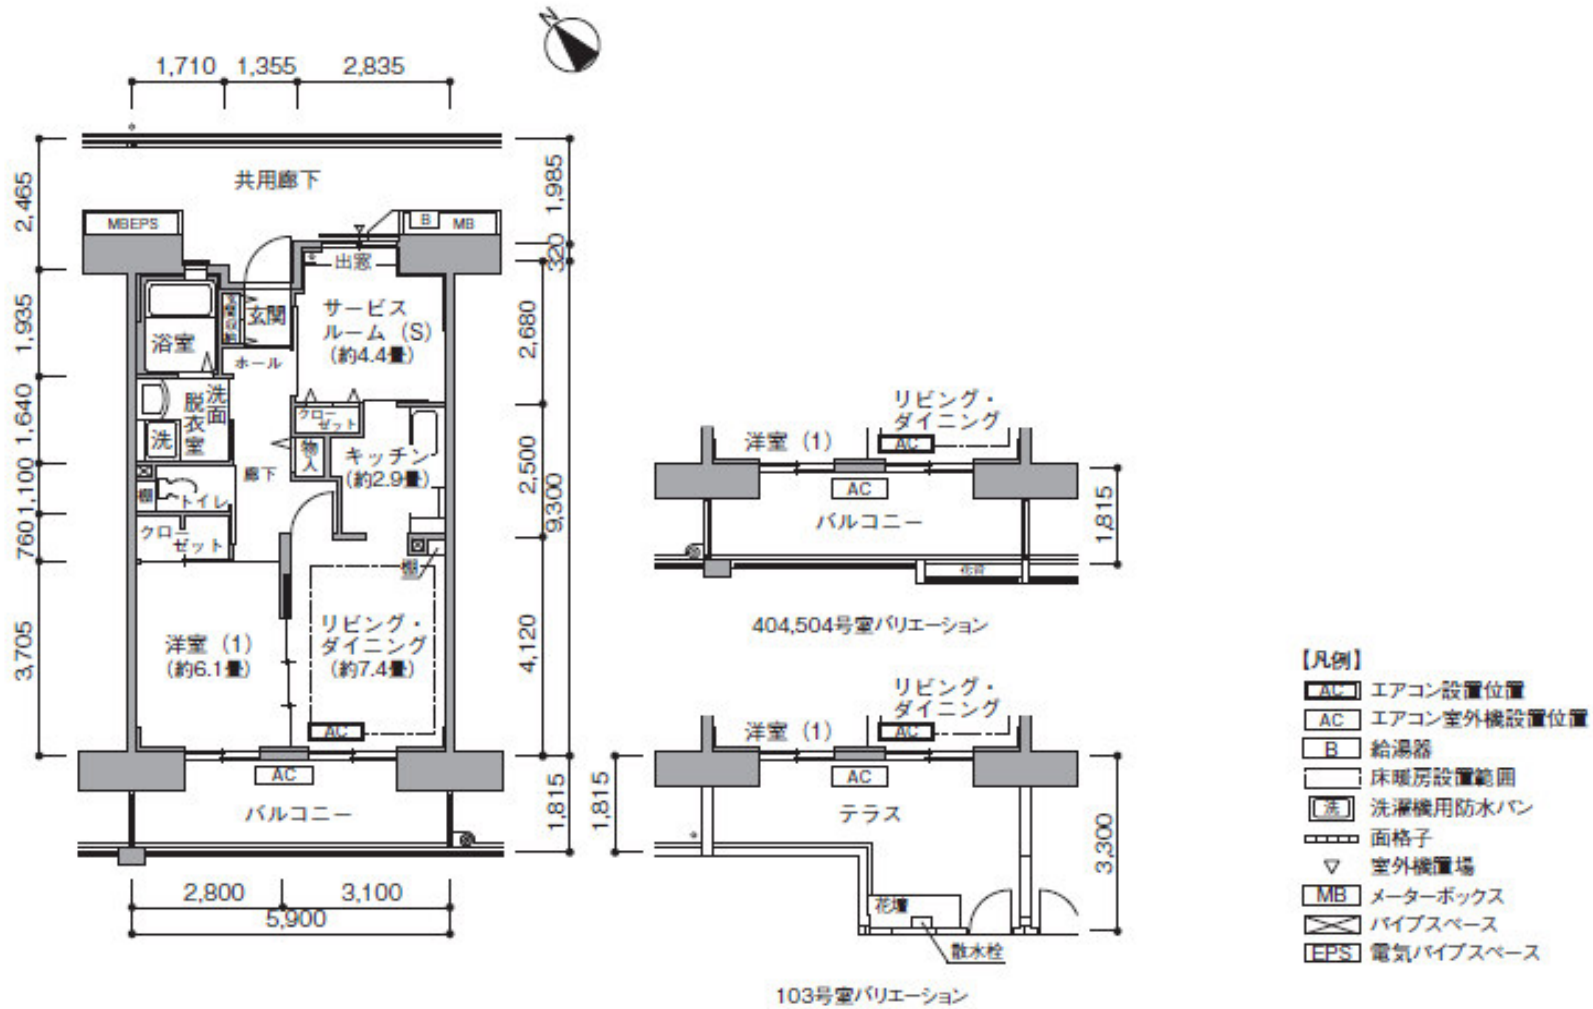 N
1,710
1,355
2,835
2,465
1,935
1,640
1,100
760
3,705
1,985
320
2,680
2,500
9,300
4,120
1,815
共用廊下
MBEPS
B
MB
出窓
サービス
ルーム（S）
（約4.4畳）
玄関
浴室
ホール
洗面
脱衣室
洗
クロー
ゼット
物入
キッチン
（約2.9畳）
廊下
棚
トイレ
クロー
ゼット
棚
洋室（1）
（約6.1畳）
リビング・
ダイニング
（約7.4畳）
AC
AC
バルコニー
2,800
3,100
5,900
リビング・
ダイニング
洋室（1）
AC
AC
バルコニー
1,815
404,504号室バリエーション
リビング・
ダイニング
洋室（1）
AC
AC
テラス
1,815
3,300
花壇
散水栓
103号室バリエーション
【凡例】
AC エアコン設置位置
AC エアコン室外機設置位置
B 給湯器
床暖房設置範囲
洗 洗濯機用防水パン
面格子
室外機置場
MB メーターボックス
パイプスペース
EPS 電気パイプスペース